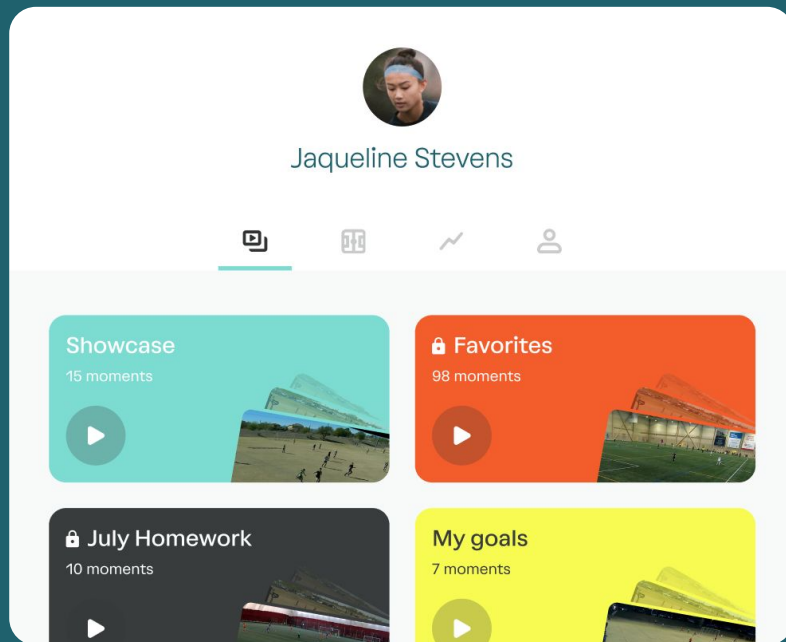 Jaqueline Stevens
Showcase
15 moments
Favorites
98 moments
July Homework
10 moments
My goals
7 moments